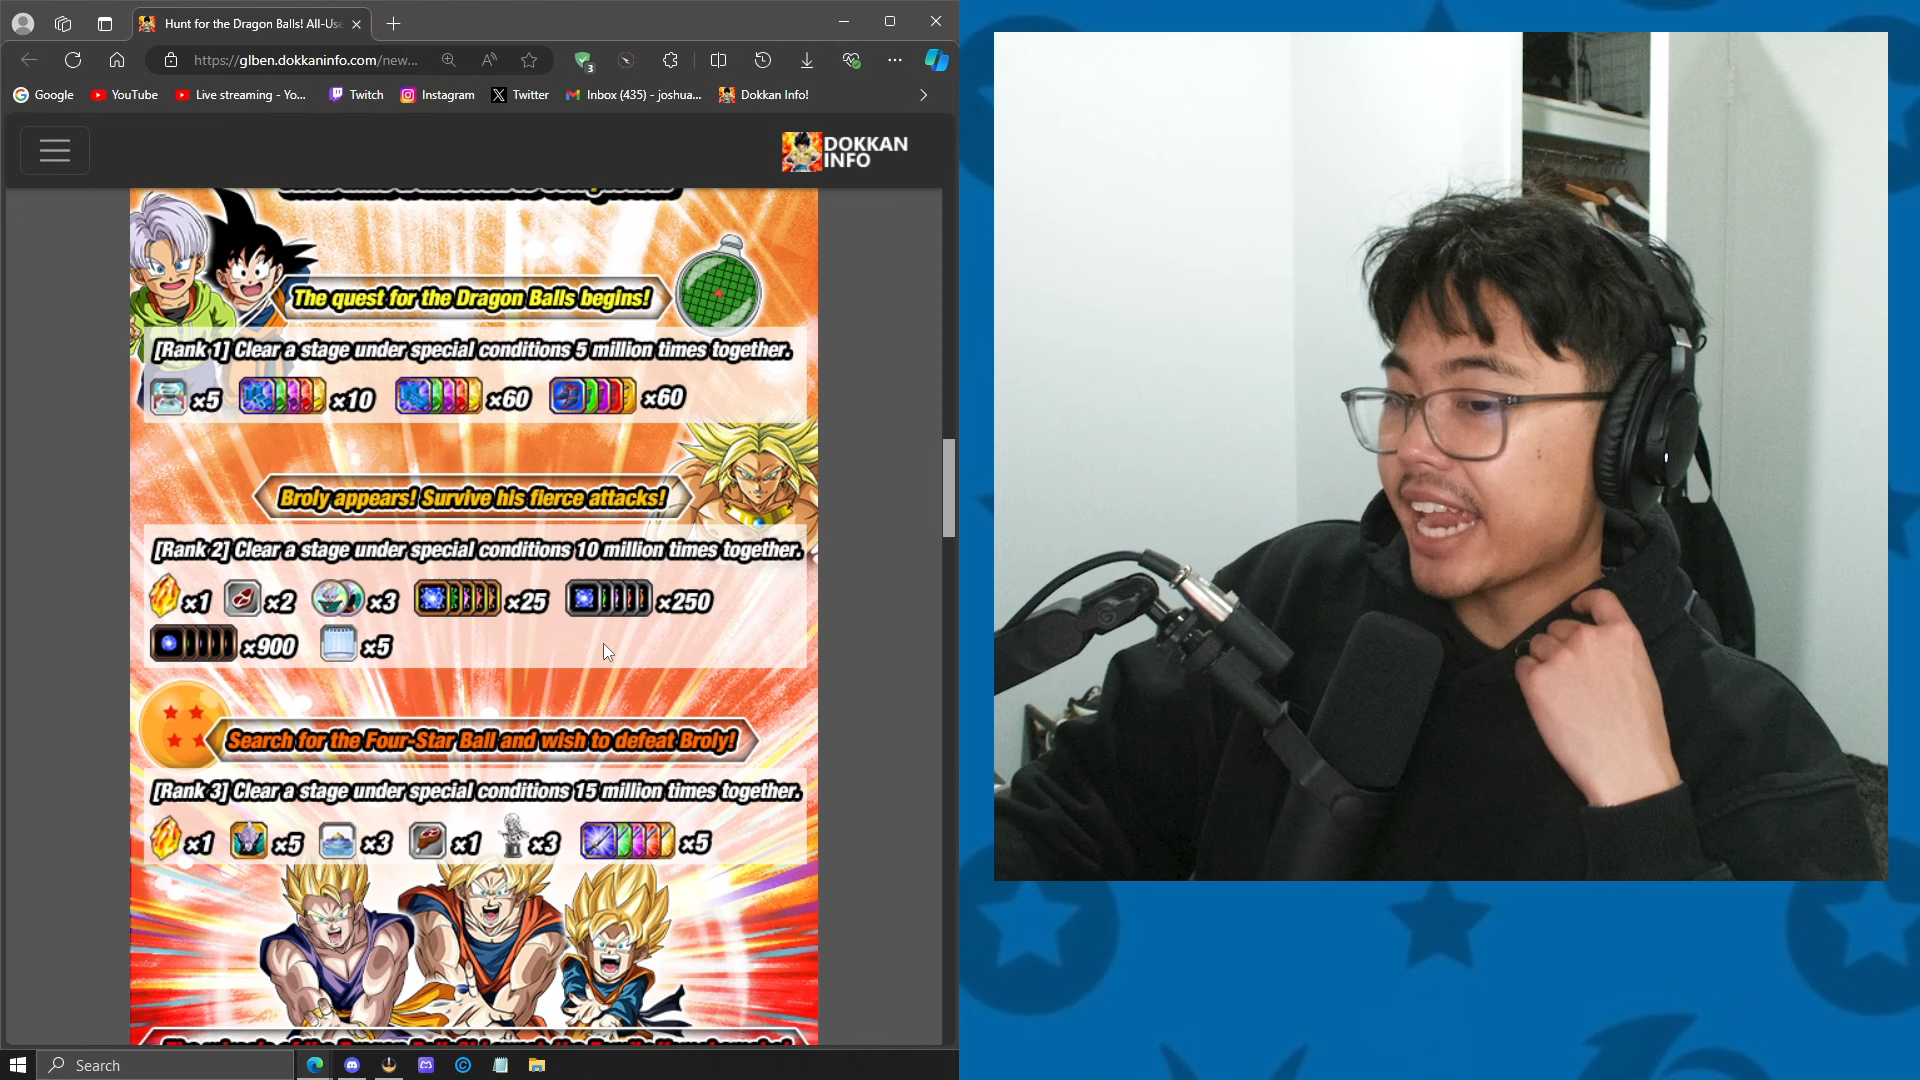 Hunt for the Dragon Balls! All-Use
https://glben.dokkaninfo.com/new...
3
Google
YouTube
Live streaming - Yo...
Twitch
Instagram
Twitter
Inbox (435) - joshua...
Dokkan Info!
DOKKAN
INFO
The quest for the Dragon Balls begins!
[Rank 1] Clear a stage under special conditions 5 million times together.
x5 x10 x60 x60
Broly appears! Survive his fierce attacks!
[Rank 2] Clear a stage under special conditions 10 million times together.
x1 x2 x3 x25 x250
x900 x5
Search for the Four-Star Ball and wish to defeat Broly!
[Rank 3] Clear a stage under special conditions 15 million times together.
x1 x5 x3 x1 x3 x5
Search